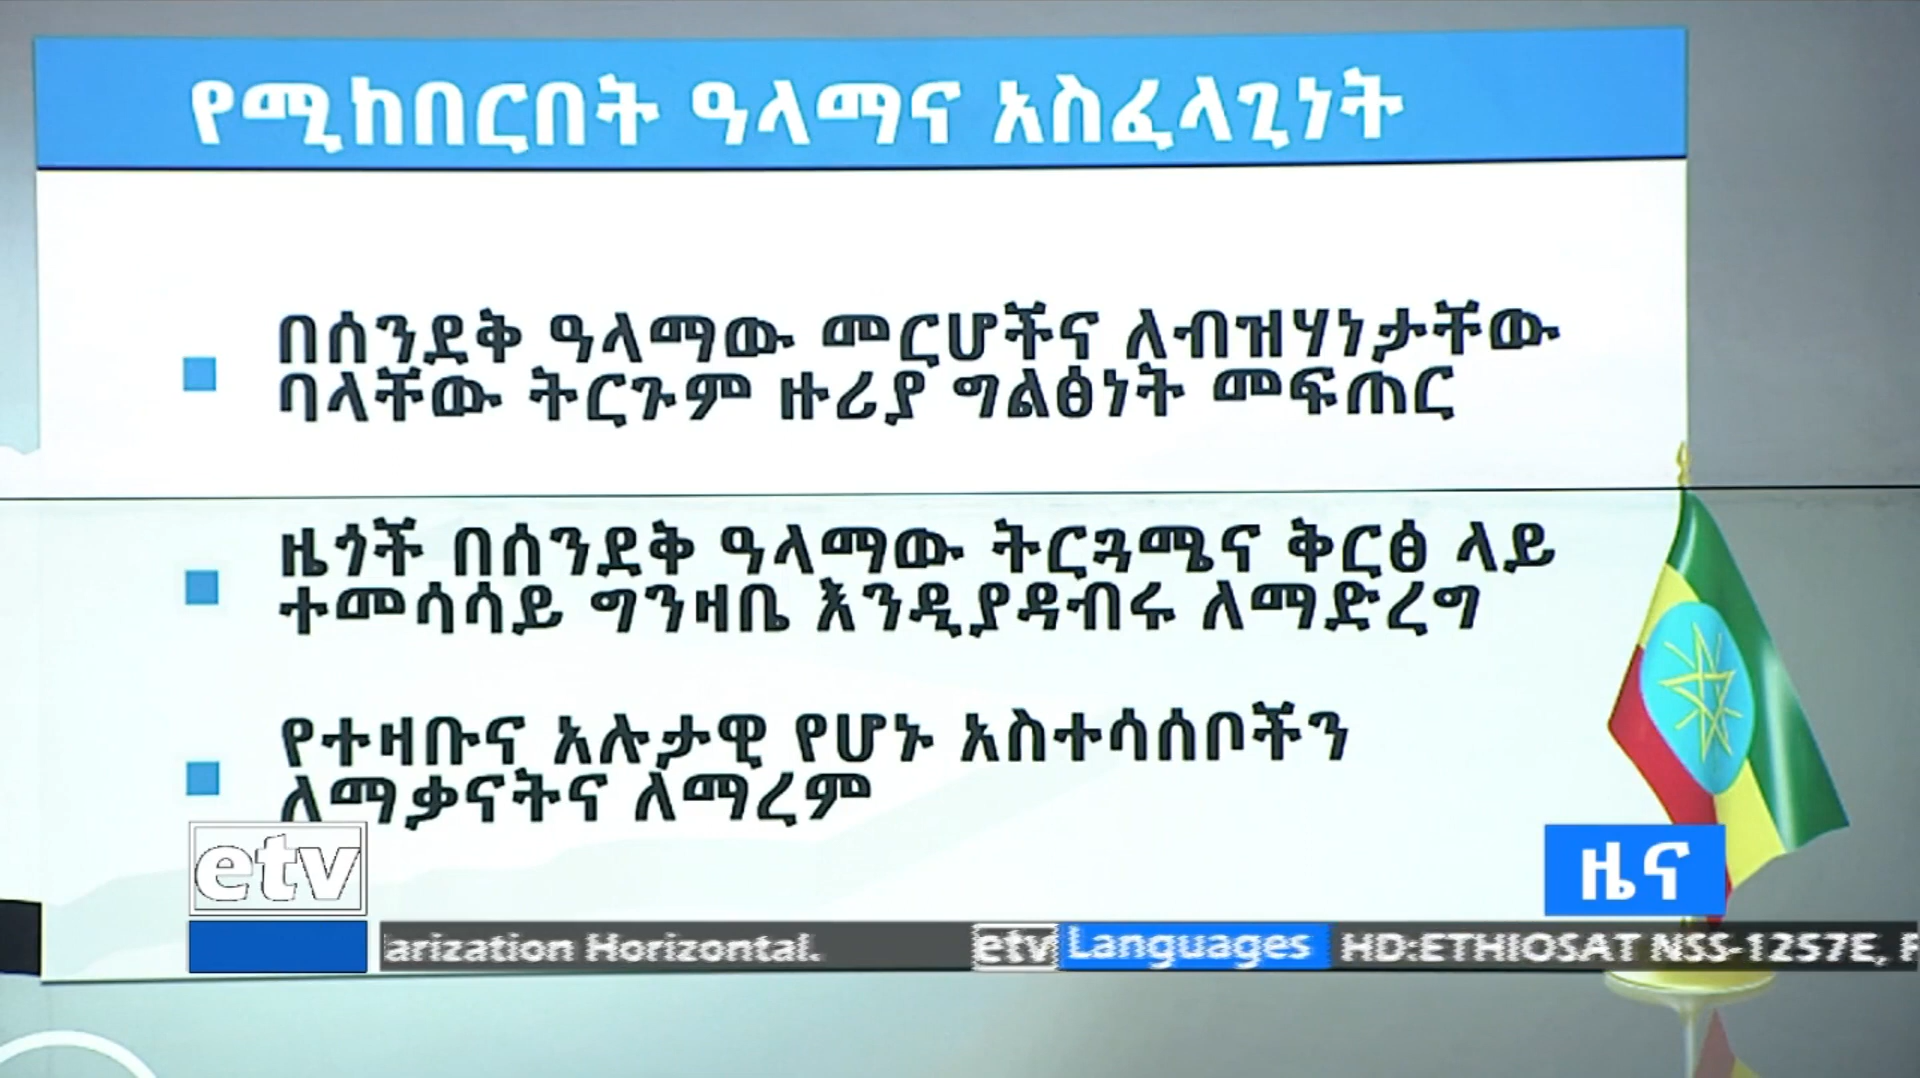 የሚከበርበት ዓላማና አስፈላጊነት
በሰንደቅ ዓላማው መርሆችና ለብዝሃነታቸው
ባላቸው ትርጉም ዙሪያ ግልፅነት መፍጠር
ዜጎች በሰንደቅ ዓላማው ትርጓሜና ቅርፅ ላይ
ተመሳሳይ ግንዛቤ እንዲያዳብሩ ለማድረግ
የተዛቡና አሉታዊ የሆኑ አስተሳሰቦችን
ለማቃናትና ለማረም
etv
ዜና
arization Horizontal. etv Languages HD:ETHIOSAT NSS-1257E, F